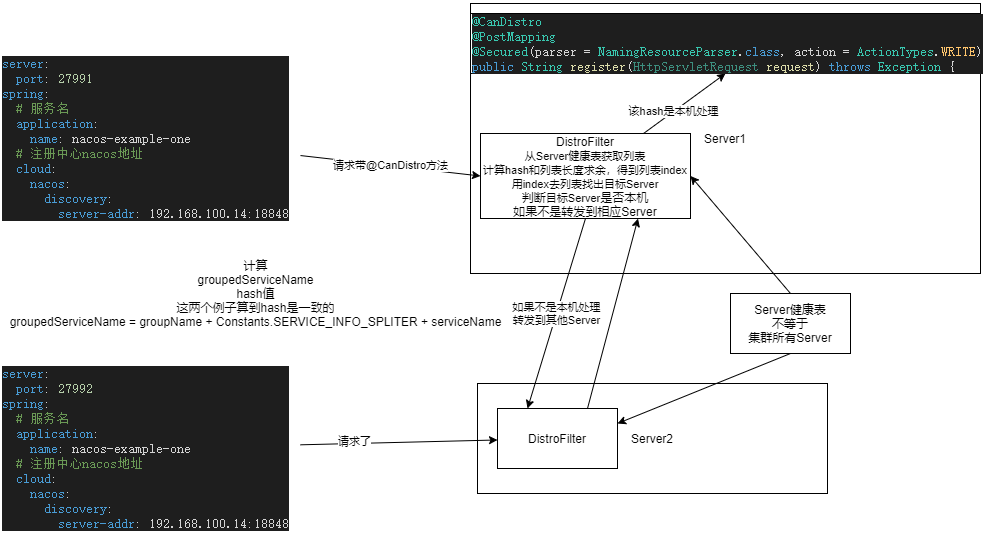 @CanDistro
@PostMapping
@Secured(parser = NamingResourceParser.class, action = ActionTypes.WRITE)
public String register(HttpServletRequest request) throws Exception {
server:
  port: 27991
spring:
  # 服务名
  application:
    name: nacos-example-one
  # 注册中心nacos地址
  cloud:
    nacos:
      discovery:
        server-addr: 192.168.100.14:18848
请求带@CanDistro方法
该hash是本机处理
Server1
DistroFilter
从Server健康表获取列表
计算hash和列表长度求余，得到列表index
用index去列表找出目标Server
判断目标Server是否本机
如果不是转发到相应Server
计算
groupedServiceName
hash值
这两个例子算到hash是一致的
groupedServiceName = groupName + Constants.SERVICE_INFO_SPLITER + serviceName
如果不是本机处理
转发到其他Server
Server健康表
不等于
集群所有Server
server:
  port: 27992
spring:
  # 服务名
  application:
    name: nacos-example-one
  # 注册中心nacos地址
  cloud:
    nacos:
      discovery:
        server-addr: 192.168.100.14:18848
请求了
DistroFilter
Server2